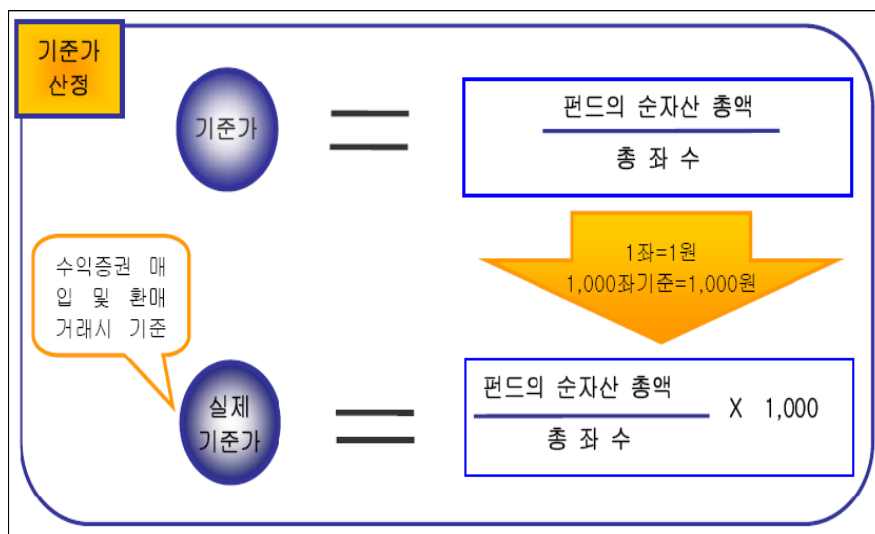 기준가
산정
기준가
펀드의 순자산 총액
총 좌 수
1좌=1원
1,000좌기준=1,000원
수익증권 매
입 및 환매
거래시 기준
실제
기준가
펀드의 순자산 총액
총 좌 수
X 1,000